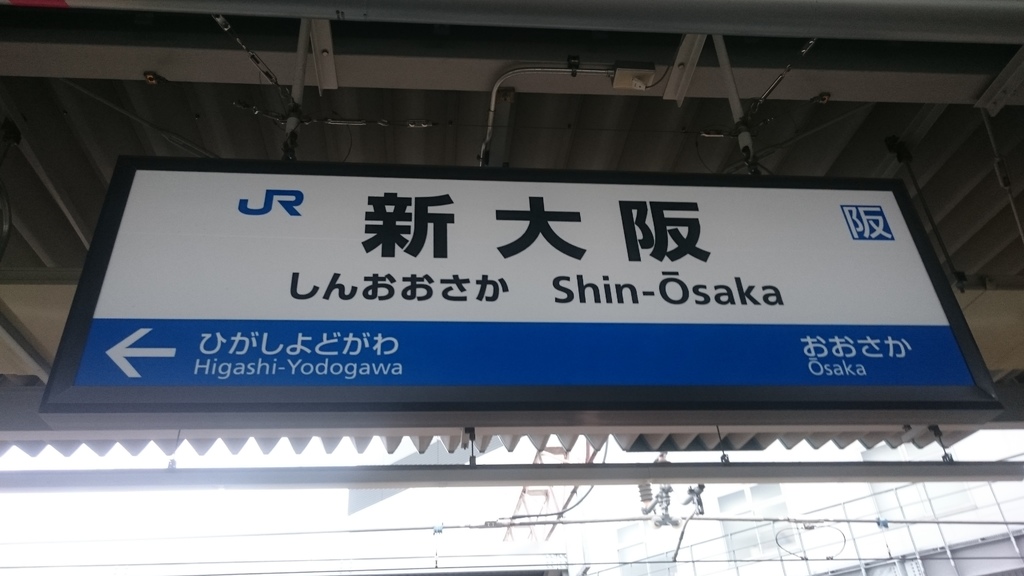 JR 新大阪 阪
しんおおさか Shin-Ōsaka
← ひがしよどがわ おおさか
Higashi-Yodogawa Ōsaka